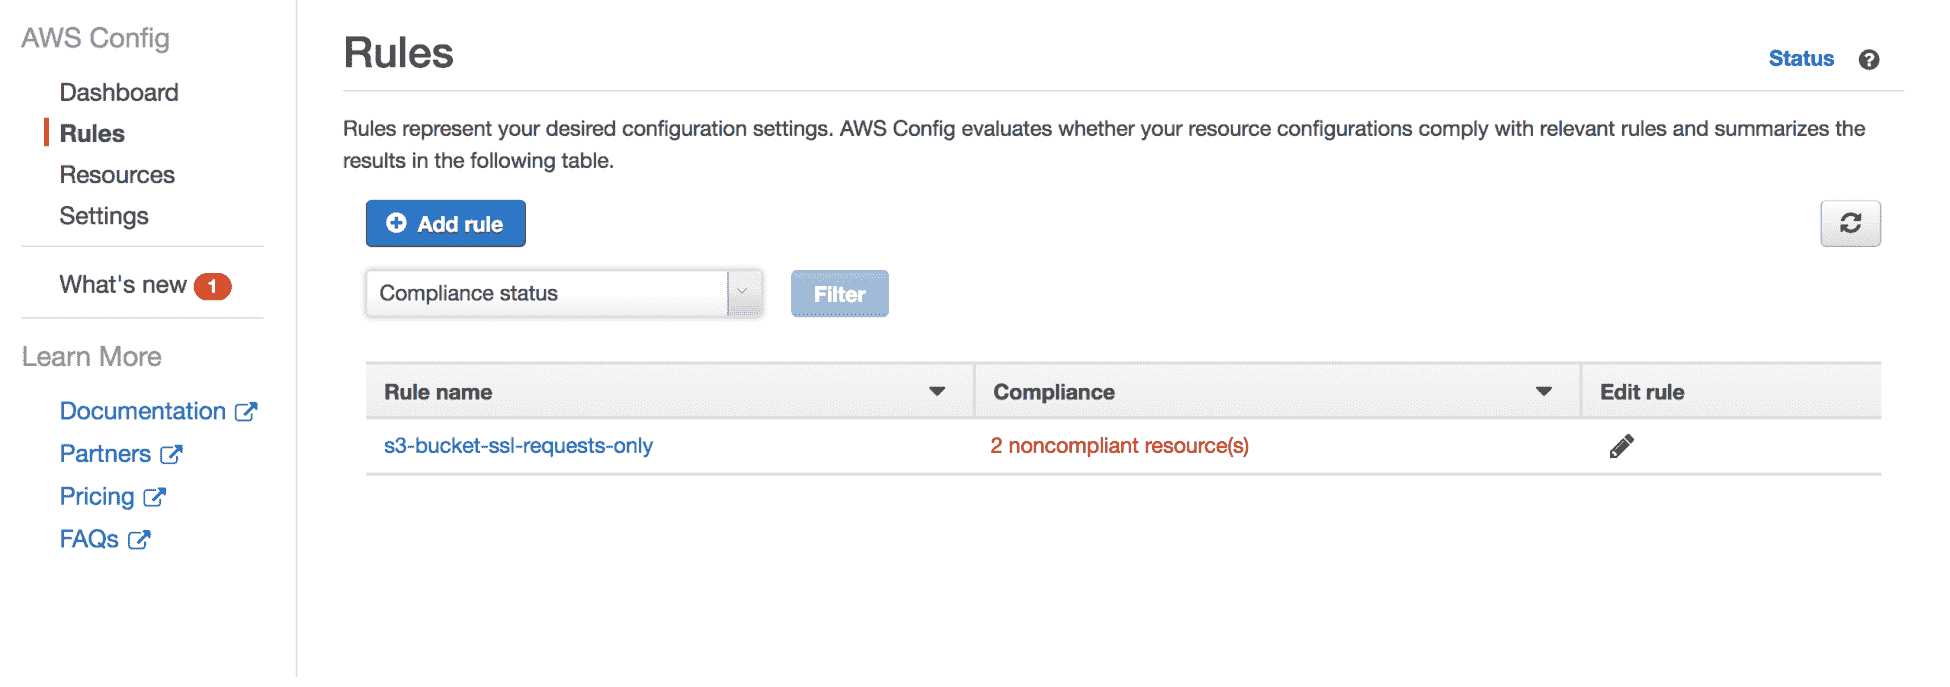 AWS Config
Dashboard
Rules
Resources
Settings
What's new 1
Learn More
Documentation
Partners
Pricing
FAQs
Rules
Status ?
Rules represent your desired configuration settings. AWS Config evaluates whether your resource configurations comply with relevant rules and summarizes the
results in the following table.
Add rule
Compliance status Filter
Rule name Compliance Edit rule
s3-bucket-ssl-requests-only 2 noncompliant resource(s)